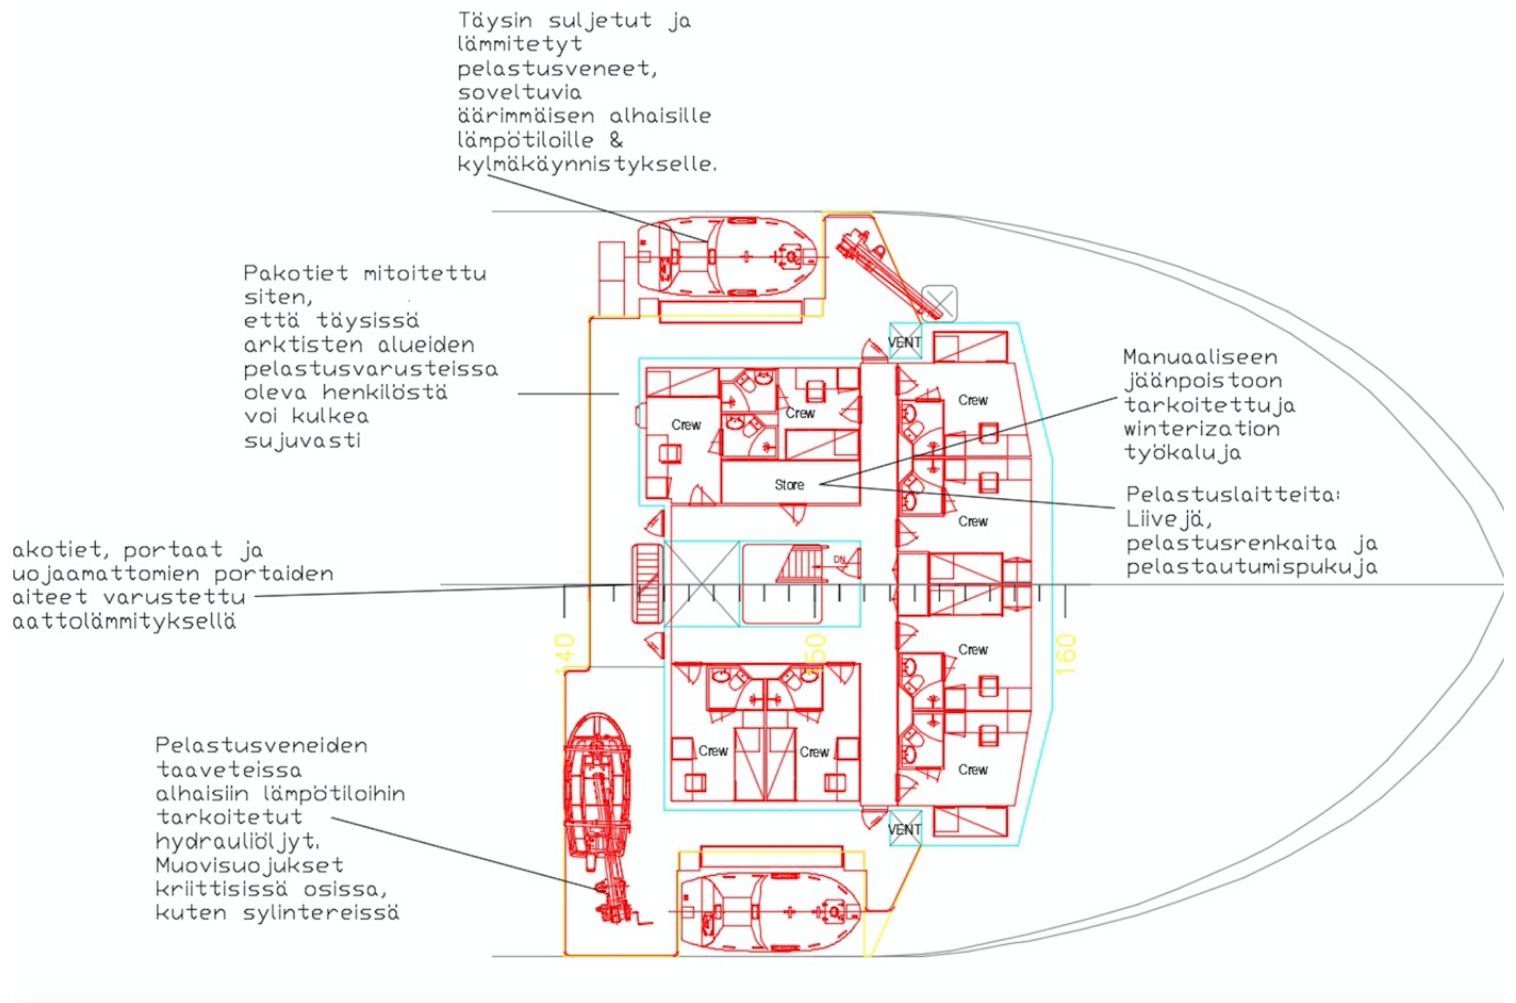 Täysin suljetut ja
lämmitetyt
pelastusveneet,
soveltuvia
äärimmäisen alhaisille
lämpötiloille &
kylmäkäynnistykselle.
Pakotiet mitoitettu
siten,
että täysissä
arktisten alueiden
pelastusvarusteissa
oleva henkilöstä
voi kulkea
sujuvasti
Manuaaliseen
jäänpoistoon
tarkoitettuja
winterization
työkaluja
Pelastuslaitteita:
Liivejä,
pelastusrenkaita ja
pelastautumispukuja
akotiet, portaat ja
uojaamattomien portaiden
aiteet varustettu
aattolämmityksellä
Pelastusveneiden
taaveteissa
alhaisiin lämpötiloihin
tarkoitetut
hydrauliöljyt.
Muovisuojukset
kriittisissä osissa,
kuten sylintereissä
VENT
Crew
Crew
Crew
Store
Crew
DN
140
150
160
Crew
Crew
Crew
Crew
VENT